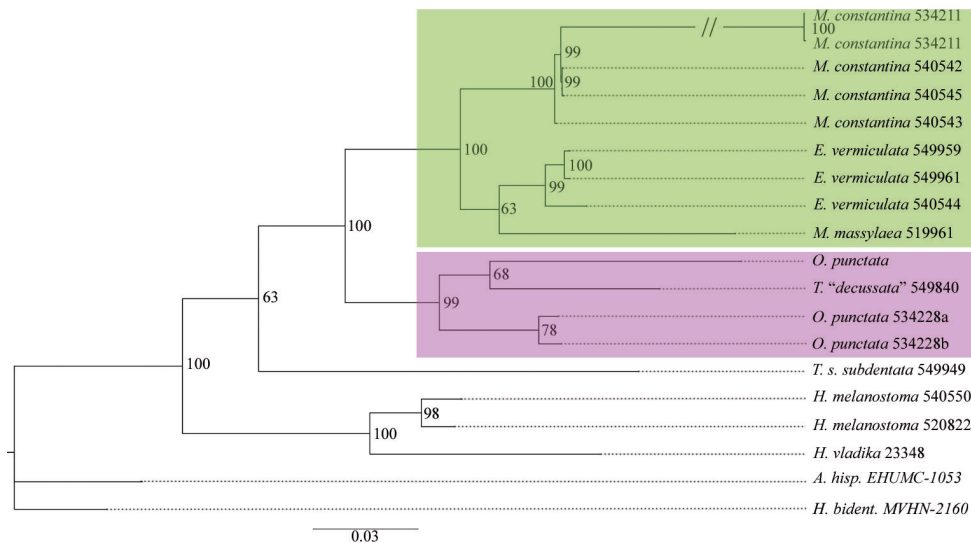 M. constantina 534211
100
M. constantina 534211
99
M. constantina 540542
100
99
M. constantina 540545
M. constantina 540543
E. vermiculata 549959
100
100
E. vermiculata 549961
99
E. vermiculata 540544
63
100
M. massylaea 519961
O. punctata
68
T. “decussata” 549840
99
63
O. punctata 534228a
78
O. punctata 534228b
100
T. s. subdentata 549949
H. melanostoma 540550
98
H. melanostoma 520822
100
H. vladika 23348
A. hisp. EHUMC-1053
H. bident. MVHN-2160
0.03